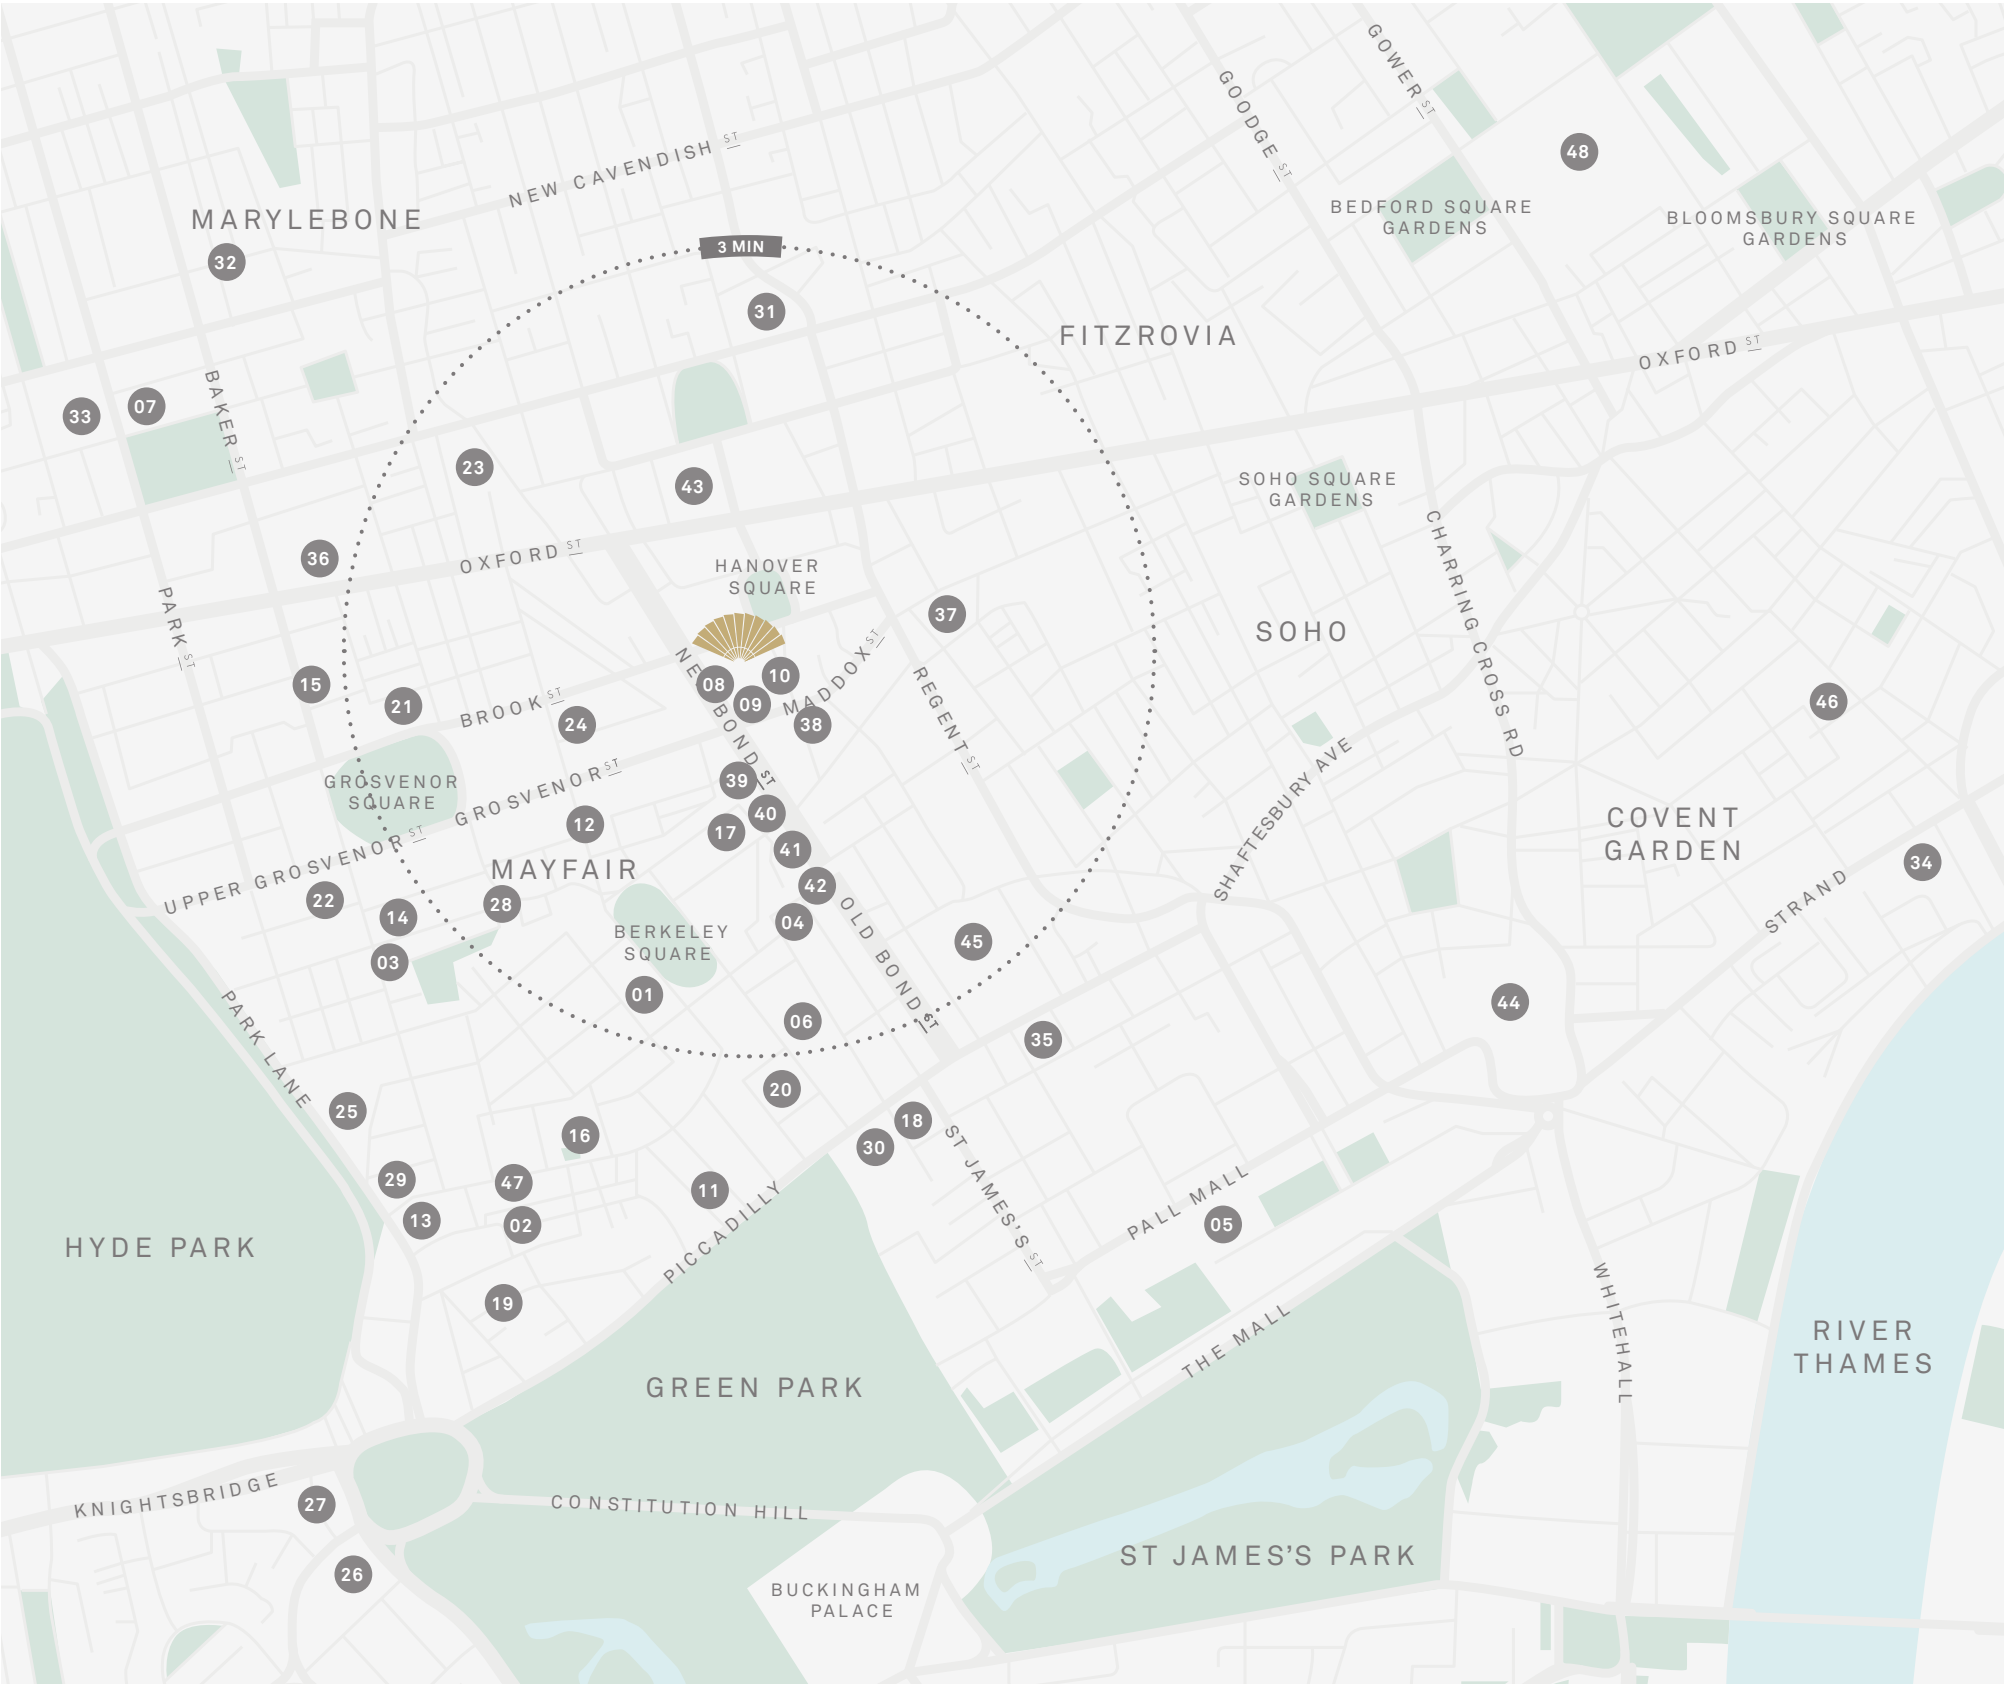 GOWER ST
GOODGE ST
NEW CAVENDISH ST
48
MARYLEBONE
BEDFORD SQUARE
GARDENS
BLOOMSBURY SQUARE
GARDENS
32
3 MIN
31
FITZROVIA
OXFORD ST
33
07
BAKER ST
23
43
SOHO SQUARE
GARDENS
36
OXFORD ST
HANOVER
SQUARE
CHARRING CROSS RD
PARK ST
37
SOHO
15
21
BROOK ST
24
NEW BOND ST
08
10
09
MADDOX ST
38
REGENT ST
46
GROSVENOR
SQUARE
GROSVENOR ST
39
SHAFTESBURY AVE
12
17
40
41
COVENT
GARDEN
UPPER GROSVENOR ST
MAYFAIR
34
22
14
28
42
04
OLD BOND ST
STRAND
BERKELEY
SQUARE
45
03
01
06
44
PARK LANE
35
20
25
16
18
30
ST JAMES'S ST
29
47
11
13
02
PICCADILLY
PALL MALL
05
HYDE PARK
19
WHITEHALL
THE MALL
RIVER
THAMES
GREEN PARK
KNIGHTSBRIDGE
27
CONSTITUTION HILL
26
ST JAMES'S PARK
BUCKINGHAM
PALACE